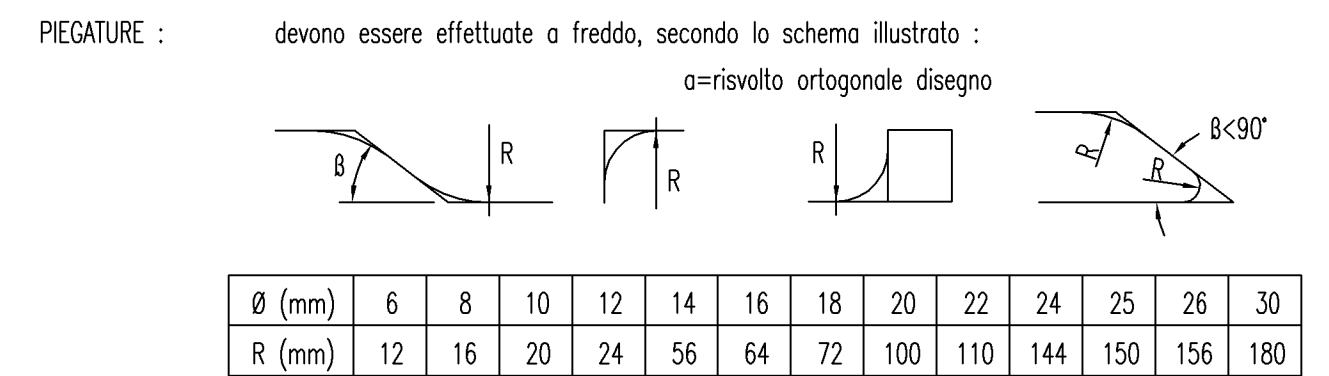 PIEGATURE : devono essere effettuate a freddo, secondo lo schema illustrato :
a=risvolto ortogonale disegno
ß R R R R R ß<90°
Ø (mm) 6 8 10 12 14 16 18 20 22 24 25 26 30
R (mm) 12 16 20 24 56 64 72 100 110 144 150 156 180